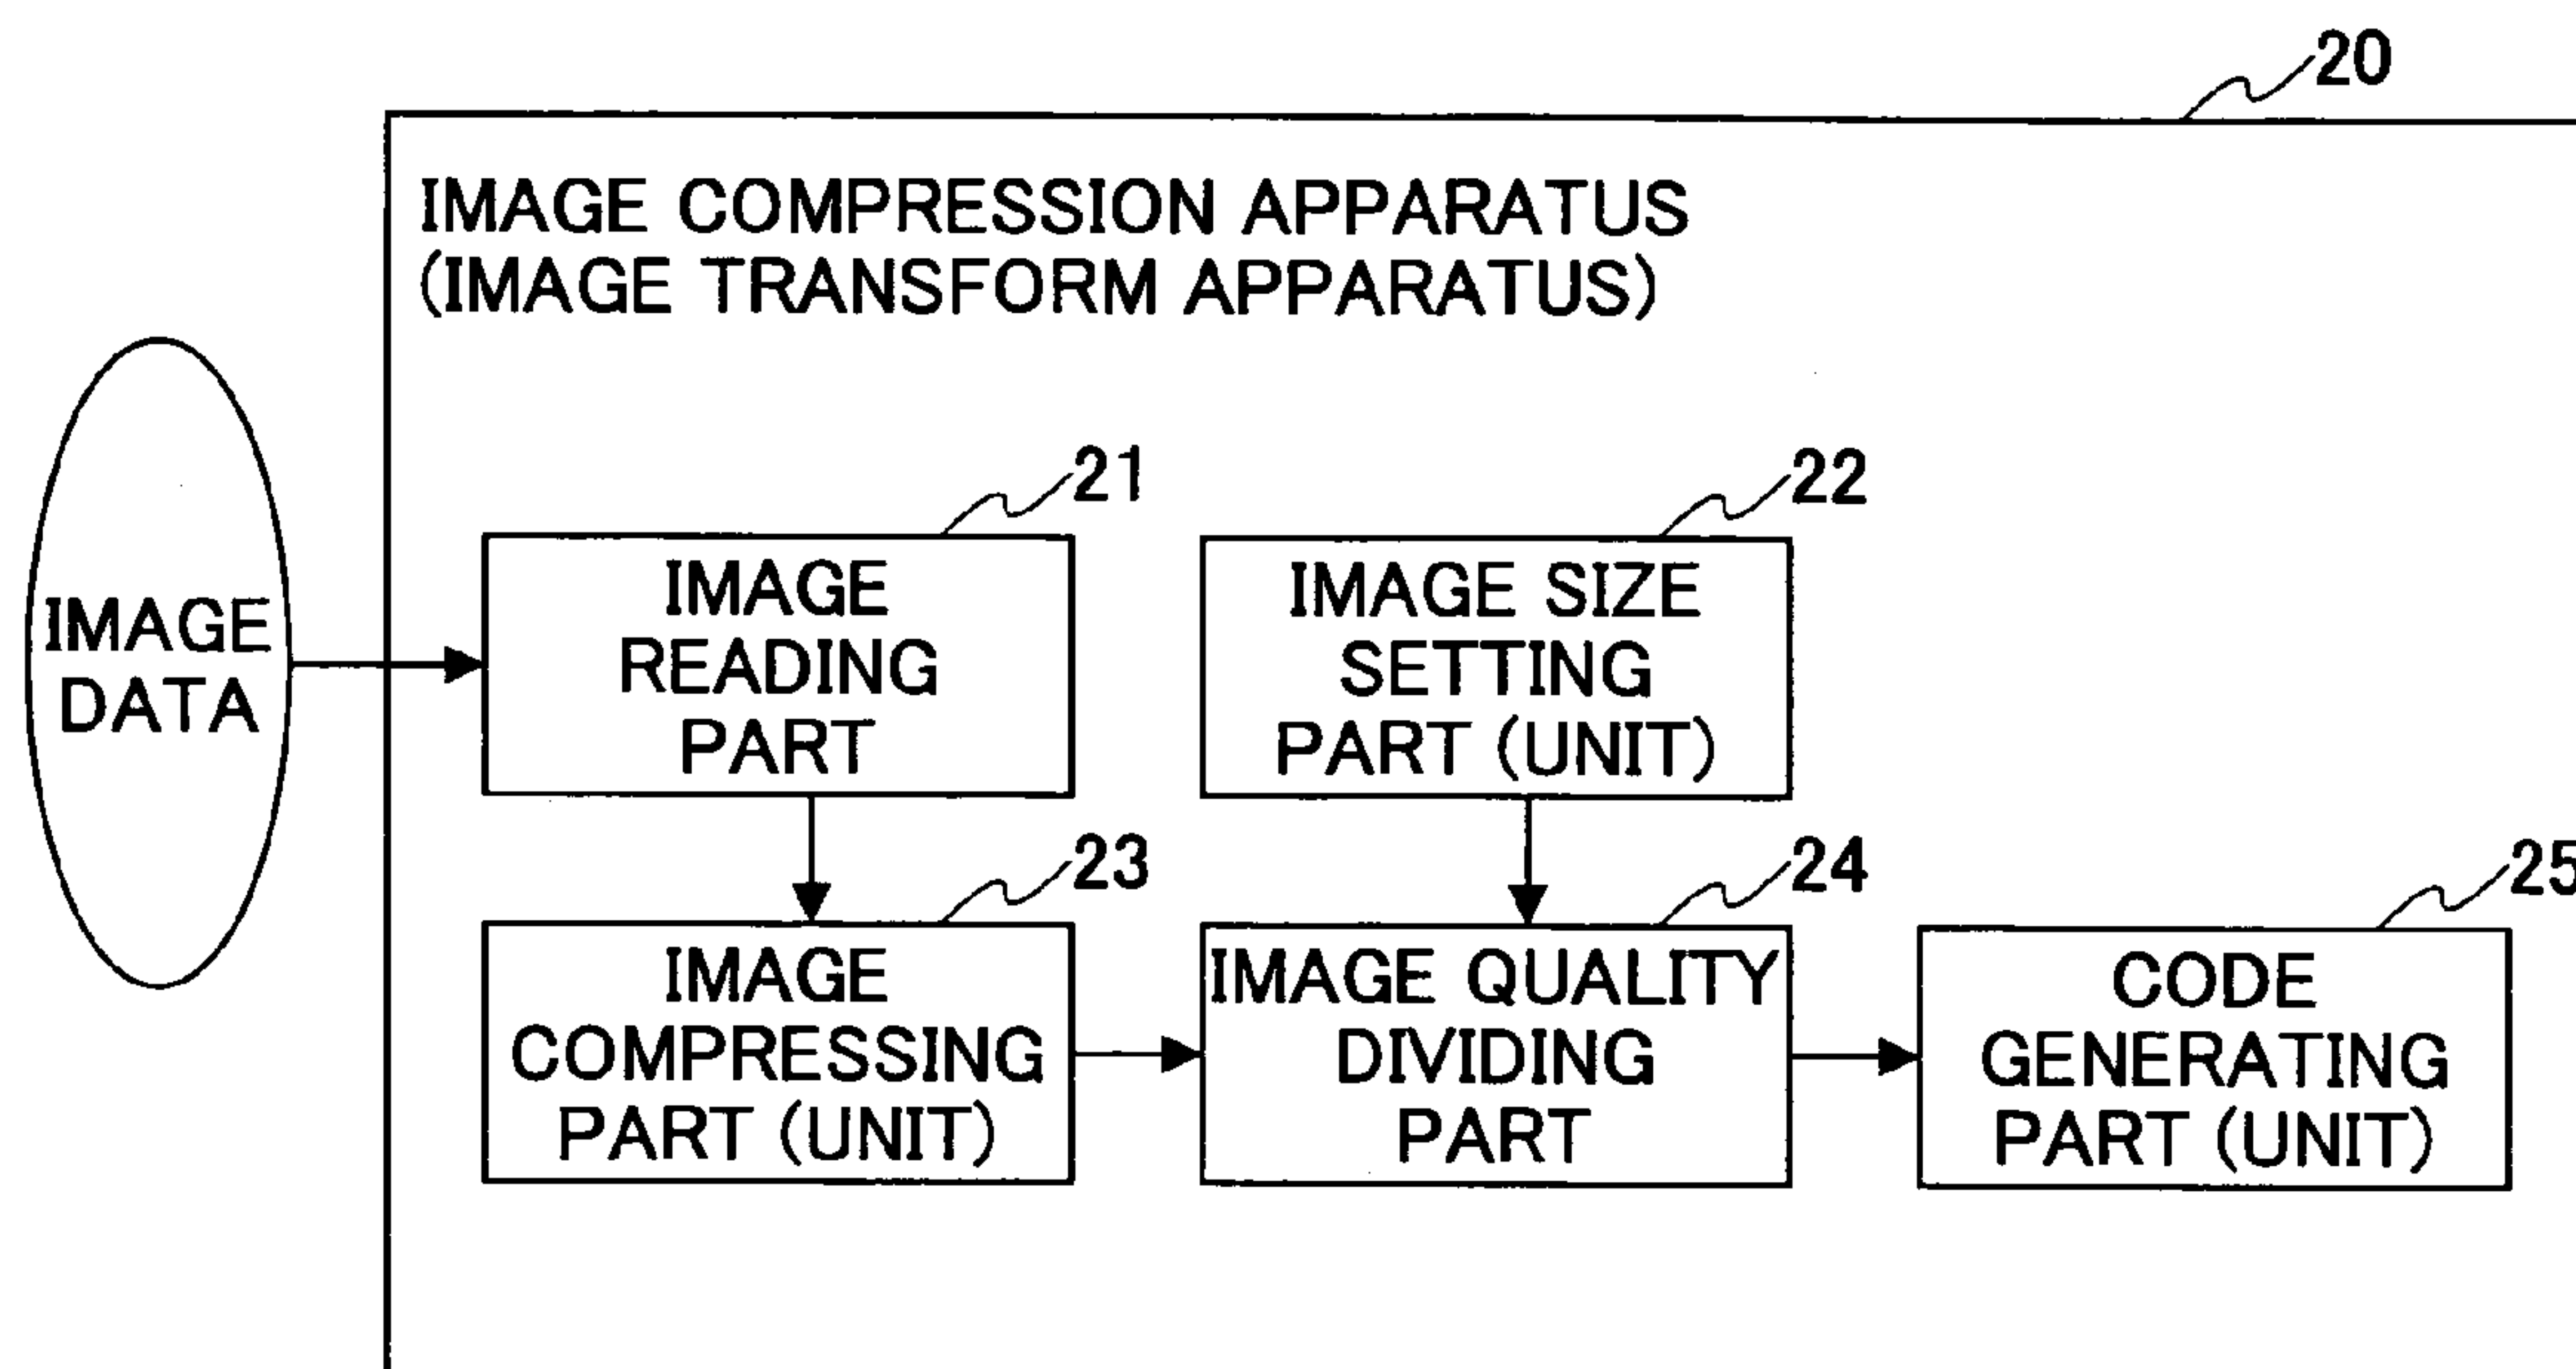 20
IMAGE COMPRESSION APPARATUS
(IMAGE TRANSFORM APPARATUS)
IMAGE
DATA
21
IMAGE
READING
PART
22
IMAGE SIZE
SETTING
PART (UNIT)
23
IMAGE
COMPRESSING
PART (UNIT)
24
IMAGE QUALITY
DIVIDING
PART
25
CODE
GENERATING
PART (UNIT)